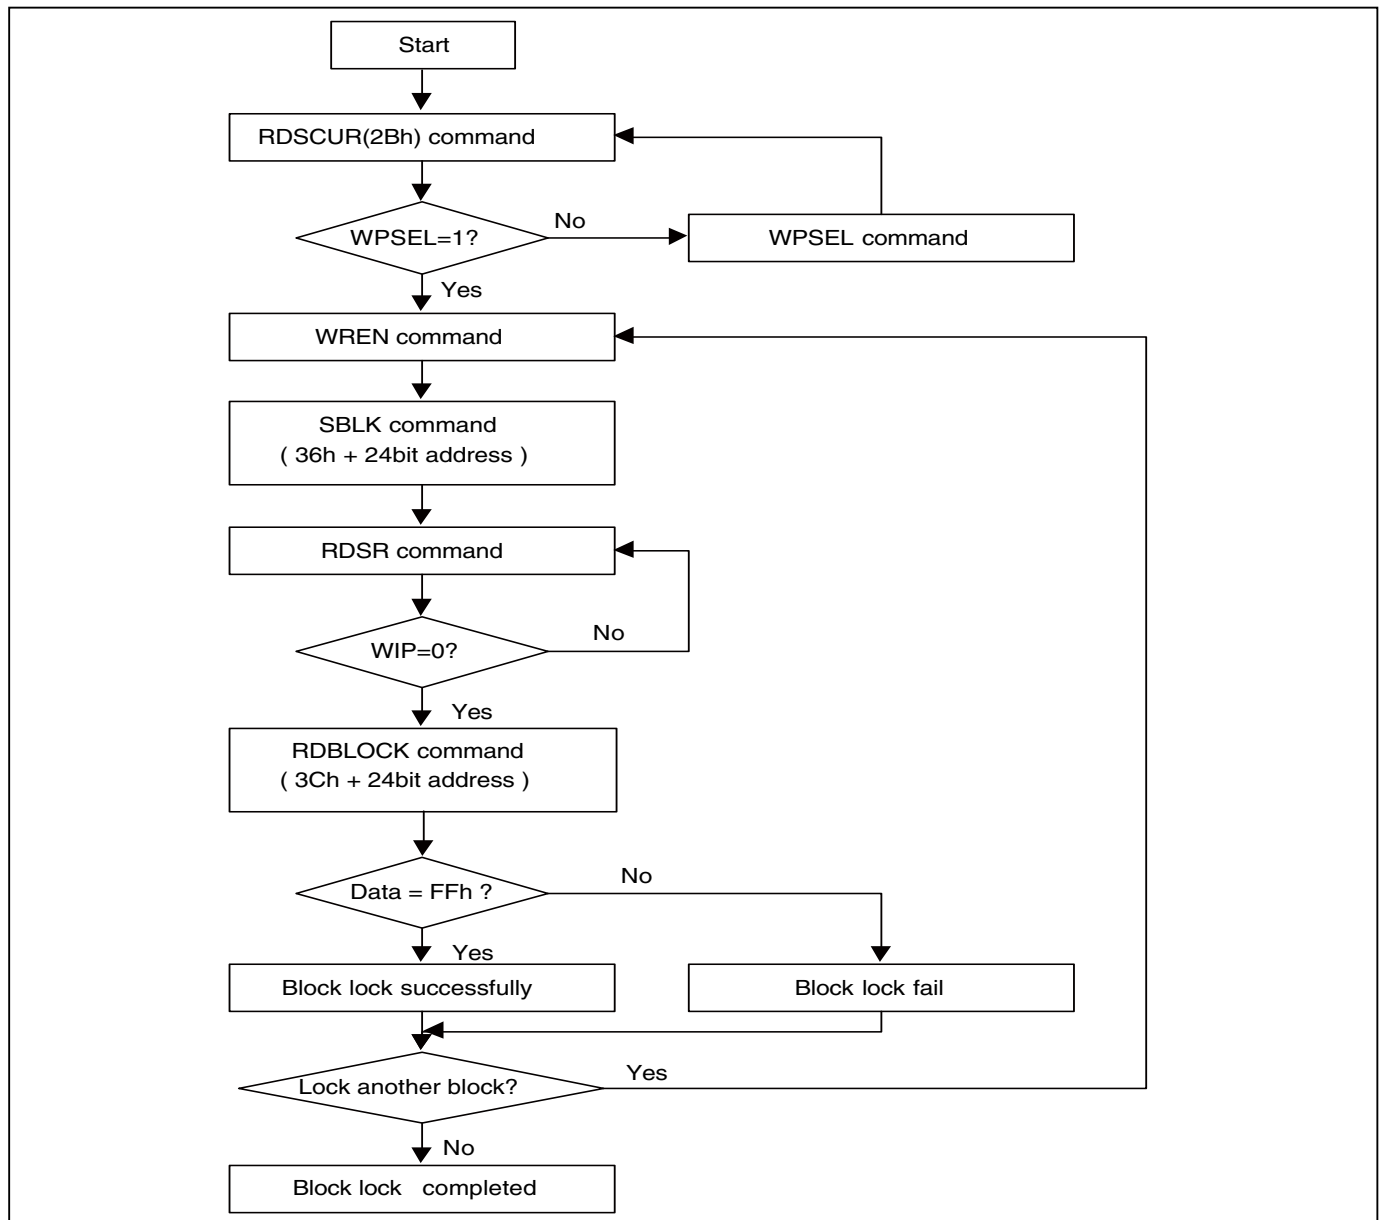 Start
RDSCUR(2Bh) command
WPSEL=1?
No
WPSEL command
Yes
WREN command
SBLK command
( 36h + 24bit address )
RDSR command
WIP=0?
No
Yes
RDBLOCK command
( 3Ch + 24bit address )
Data = FFh ?
No
Yes
Block lock successfully
Block lock fail
Lock another block?
Yes
No
Block lock completed